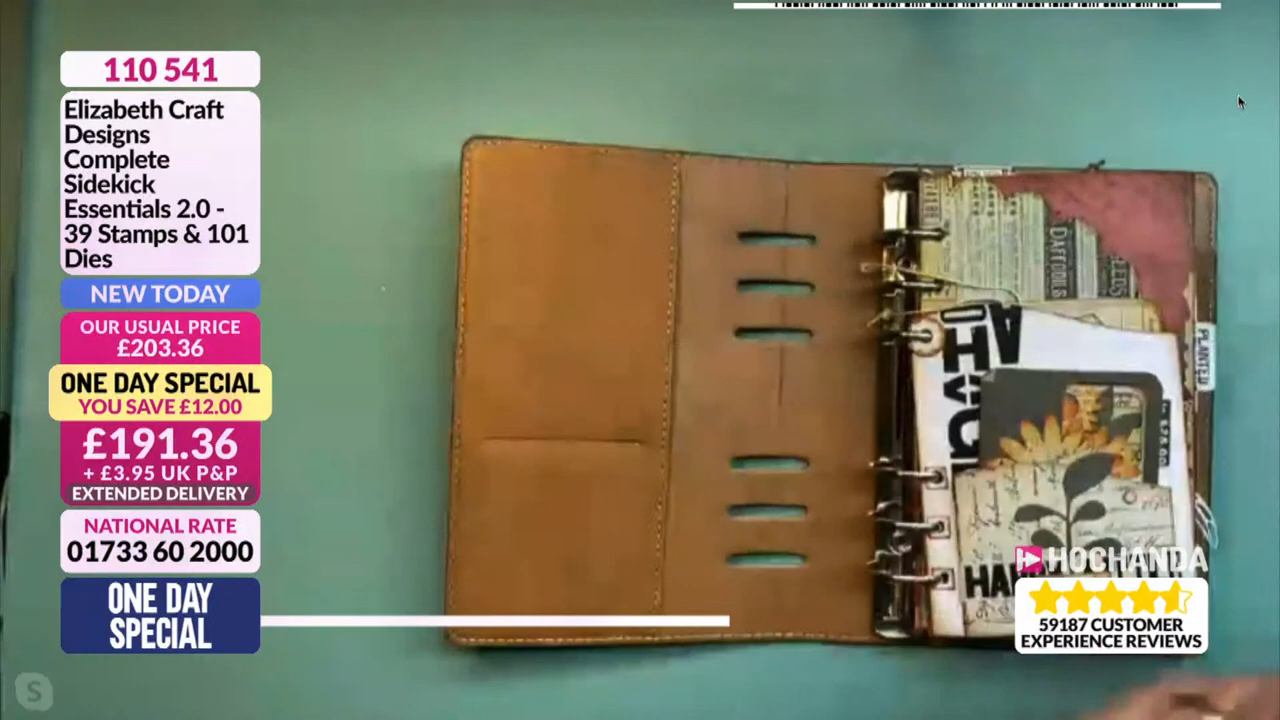 110 541
Elizabeth Craft
Designs
Complete
Sidekick
Essentials 2.0 -
39 Stamps & 101
Dies
NEW TODAY
OUR USUAL PRICE
£203.36
ONE DAY SPECIAL
YOU SAVE £12.00
£191.36
+ £3.95 UK P&P
EXTENDED DELIVERY
NATIONAL RATE
01733 60 2000
ONE DAY
SPECIAL
S
DAFFODILS
PLANTED
HOCHANDA
59187 CUSTOMER
EXPERIENCE REVIEWS